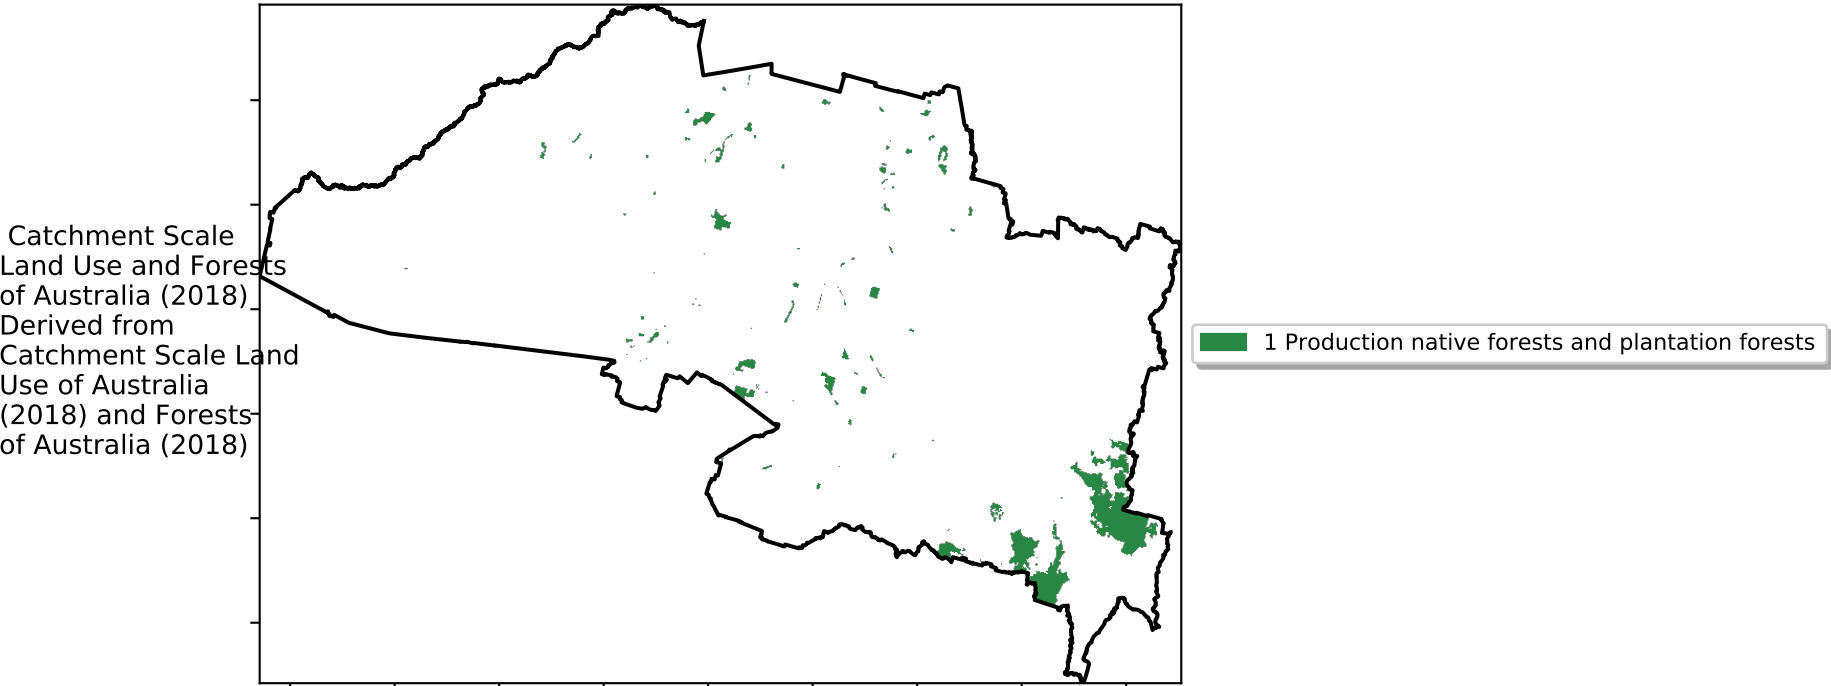 Catchment Scale
Land Use and Forests
of Australia (2018)
Derived from
Catchment Scale Land
Use of Australia
(2018) and Forests
of Australia (2018)
1 Production native forests and plantation forests